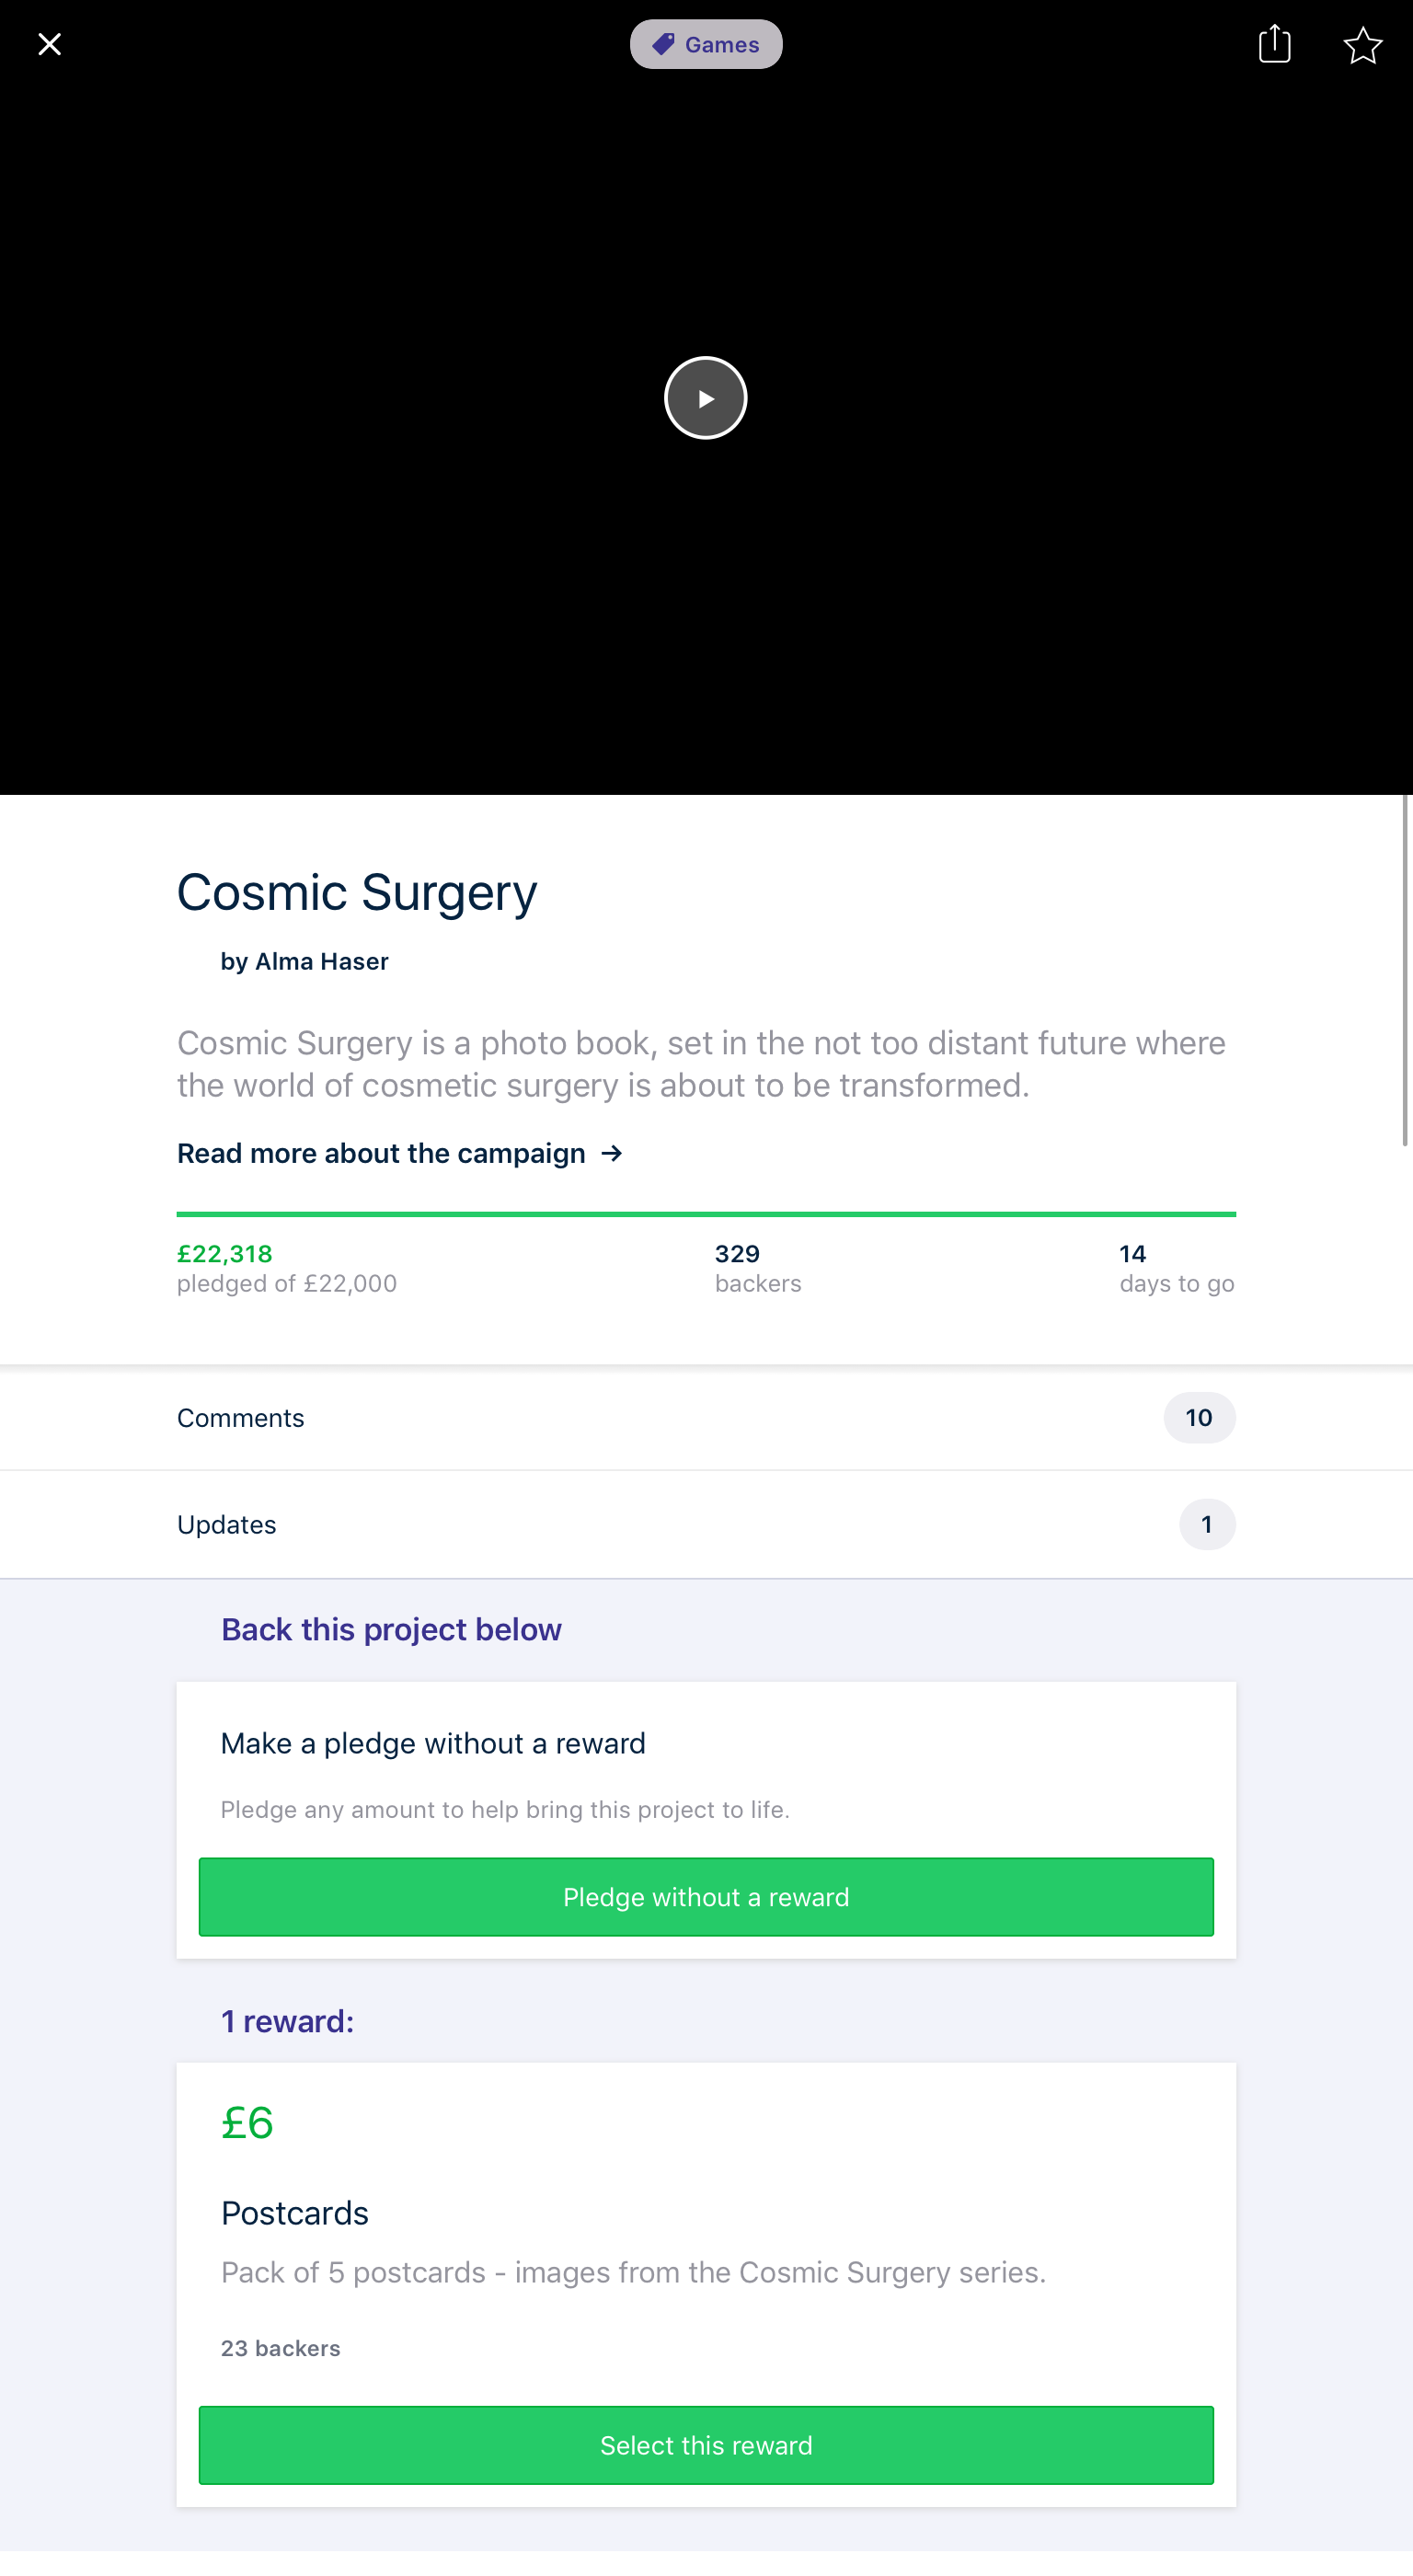 Games
Cosmic Surgery
by Alma Haser
Cosmic Surgery is a photo book, set in the not too distant future where
the world of cosmetic surgery is about to be transformed.
Read more about the campaign →
£22,318
pledged of £22,000
329
backers
14
days to go
Comments
10
Updates
1
Back this project below
Make a pledge without a reward
Pledge any amount to help bring this project to life.
Pledge without a reward
1 reward:
£6
Postcards
Pack of 5 postcards - images from the Cosmic Surgery series.
23 backers
Select this reward